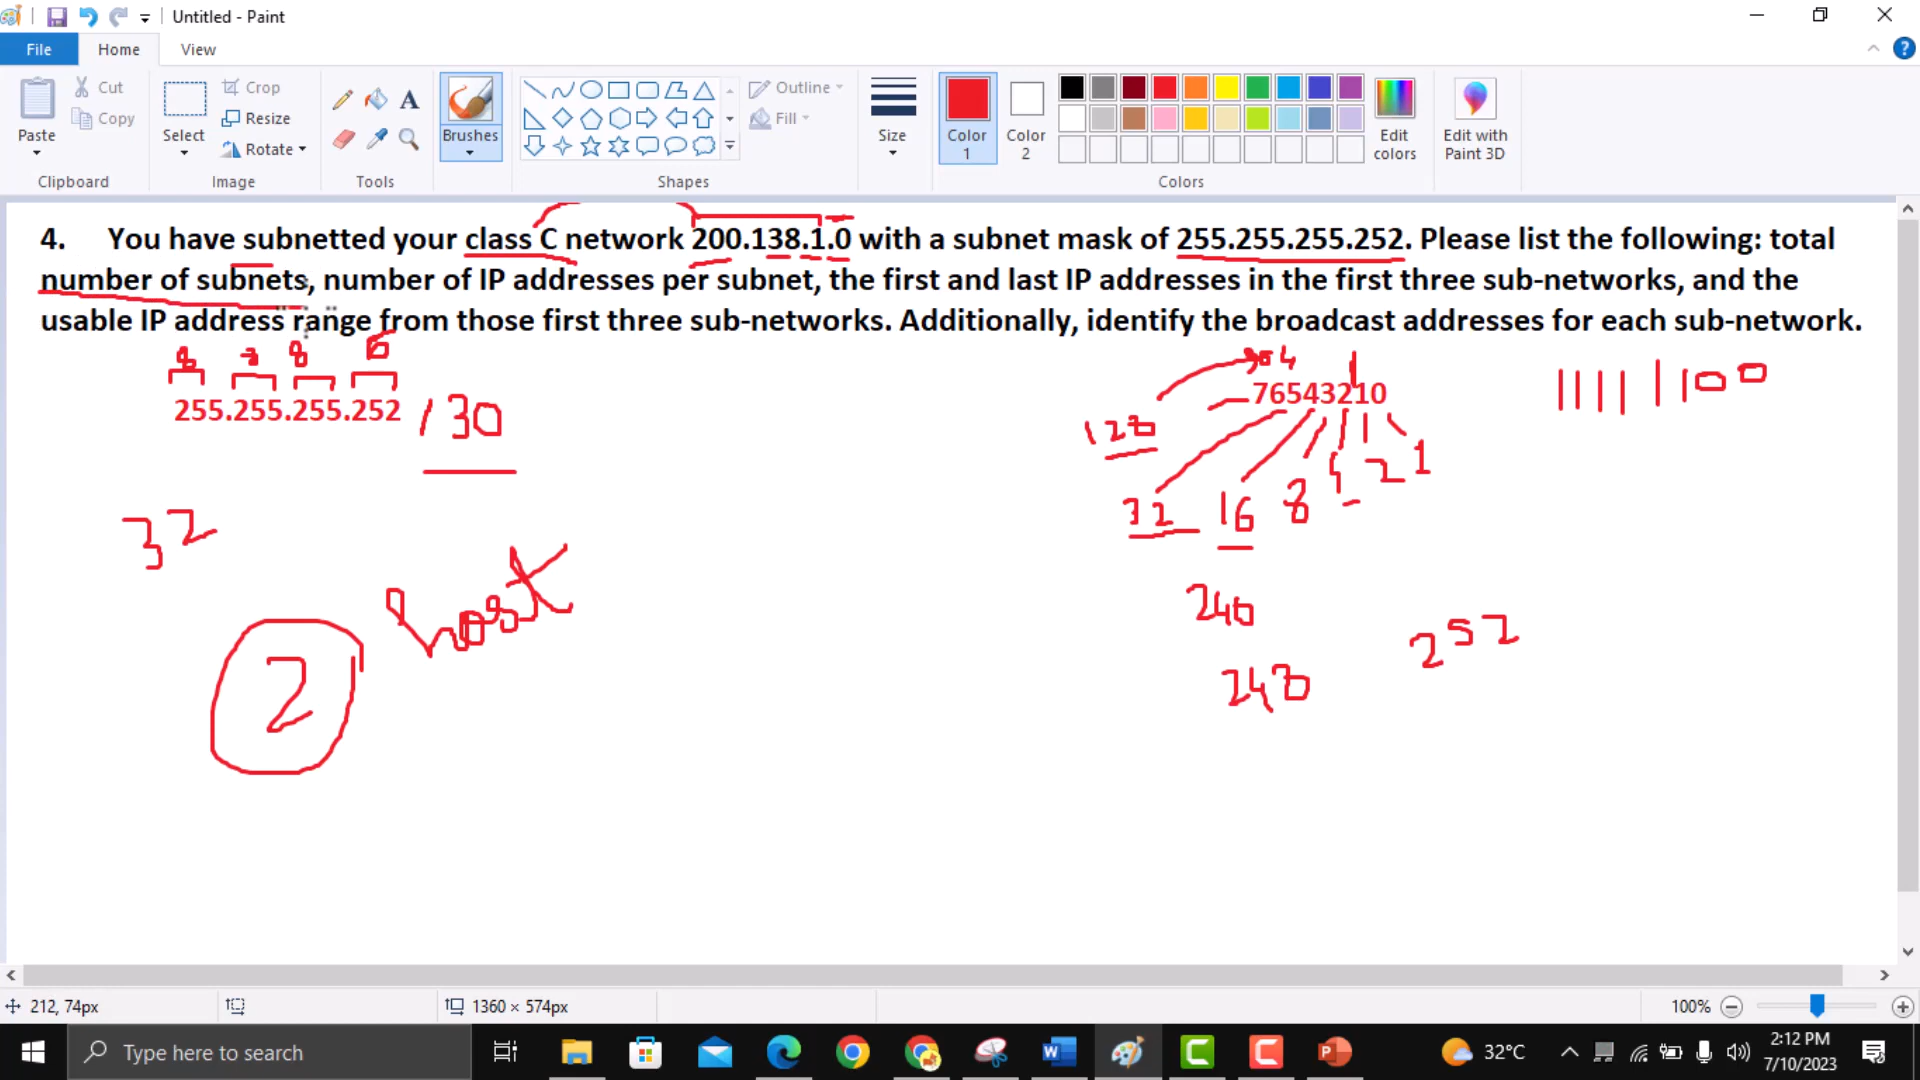 Untitled - Paint
File Home View
Paste
Cut
Copy
Clipboard
Select
Crop
Resize
Rotate
Image
Tools
Brushes
Outline
Fill
Shapes
Size
Color 1
Color 2
Edit colors
Edit with Paint 3D
Colors
4. You have subnetted your class C network 200.138.1.0 with a subnet mask of 255.255.255.252. Please list the following: total
number of subnets, number of IP addresses per subnet, the first and last IP addresses in the first three sub-networks, and the
usable IP address range from those first three sub-networks. Additionally, identify the broadcast addresses for each sub-network.
8 8 6
255.255.255.252 /30
76543210
11111100
128
32 16 8 4 2 1
32
2 host
240
248
252
212, 74px
1360 × 574px
100%
Type here to search
32°C
2:12 PM
7/10/2023